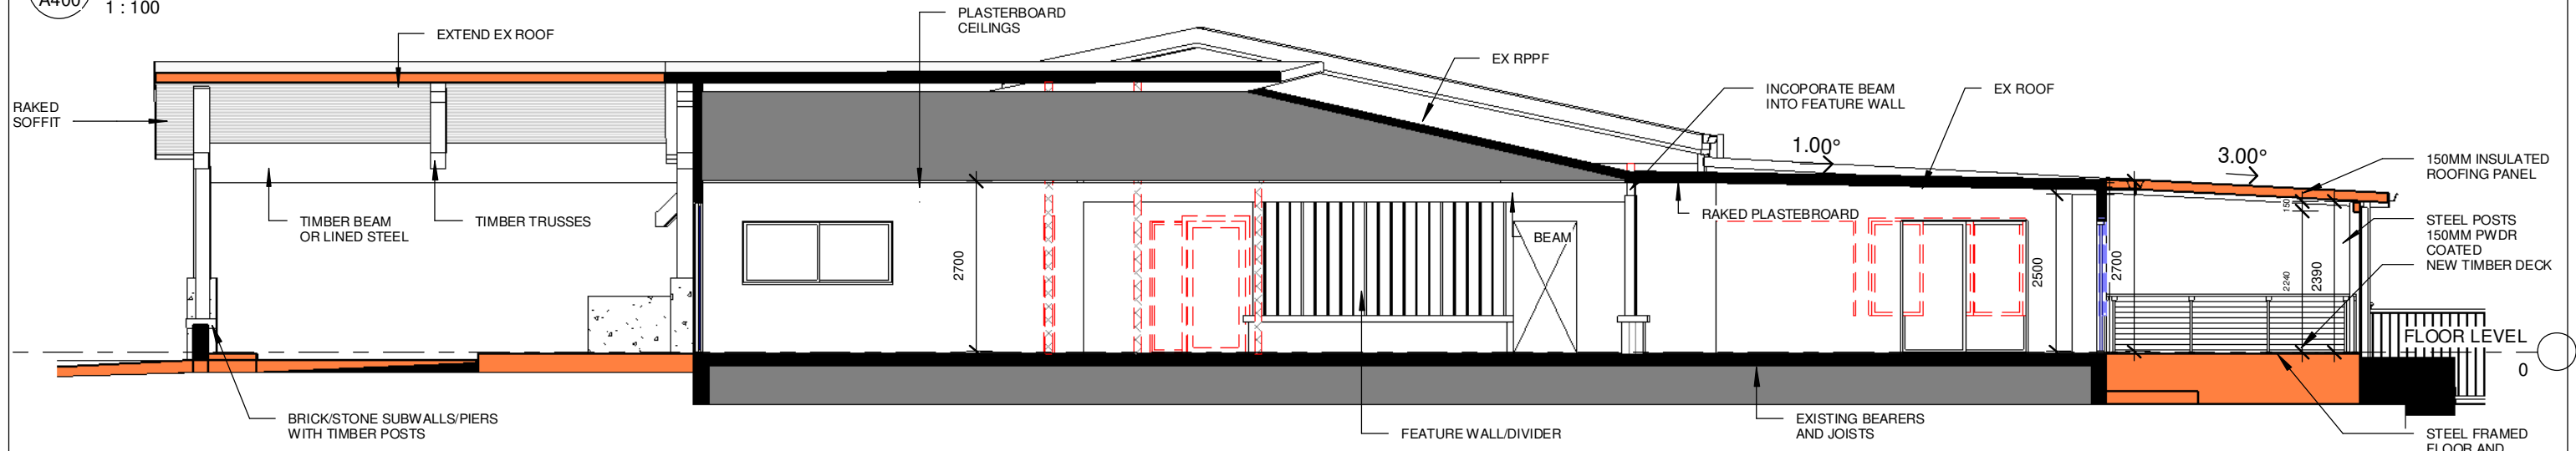 A400
1 : 100
EXTEND EX ROOF
PLASTERBOARD
CEILINGS
EX RPPF
INCOPORATE BEAM
INTO FEATURE WALL
EX ROOF
RAKED
SOFFIT
1.00°
3.00°
150MM INSULATED
ROOFING PANEL
TIMBER BEAM
OR LINED STEEL
TIMBER TRUSSES
RAKED PLASTEBROARD
BEAM
STEEL POSTS
150MM PWDR
COATED
NEW TIMBER DECK
2700
2500
2700
150
2240
2390
FLOOR LEVEL
0
BRICK/STONE SUBWALLS/PIERS
WITH TIMBER POSTS
FEATURE WALL/DIVIDER
EXISTING BEARERS
AND JOISTS
STEEL FRAMED
FLOOR AND